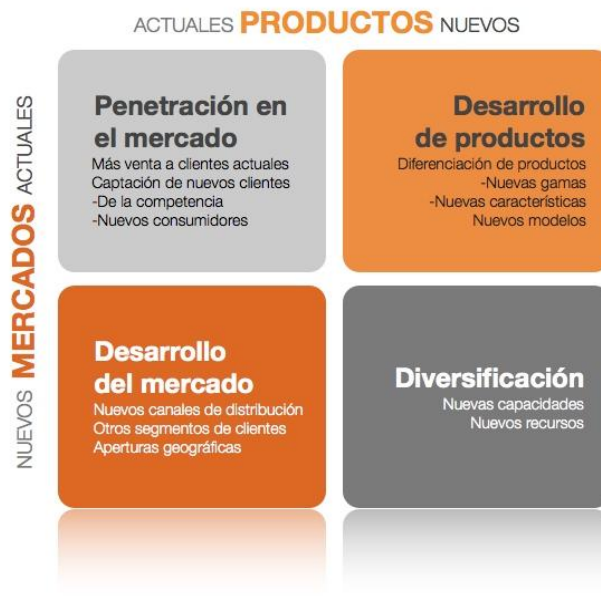 ACTUALES PRODUCTOS NUEVOS
NUEVOS MERCADOS ACTUALES
Penetración en
el mercado
Más venta a clientes actuales
Captación de nuevos clientes
-De la competencia
-Nuevos consumidores
Desarrollo
de productos
Diferenciación de productos
-Nuevas gamas
-Nuevas características
Nuevos modelos
Desarrollo
del mercado
Nuevos canales de distribución
Otros segmentos de clientes
Aperturas geográficas
Diversificación
Nuevas capacidades
Nuevos recursos